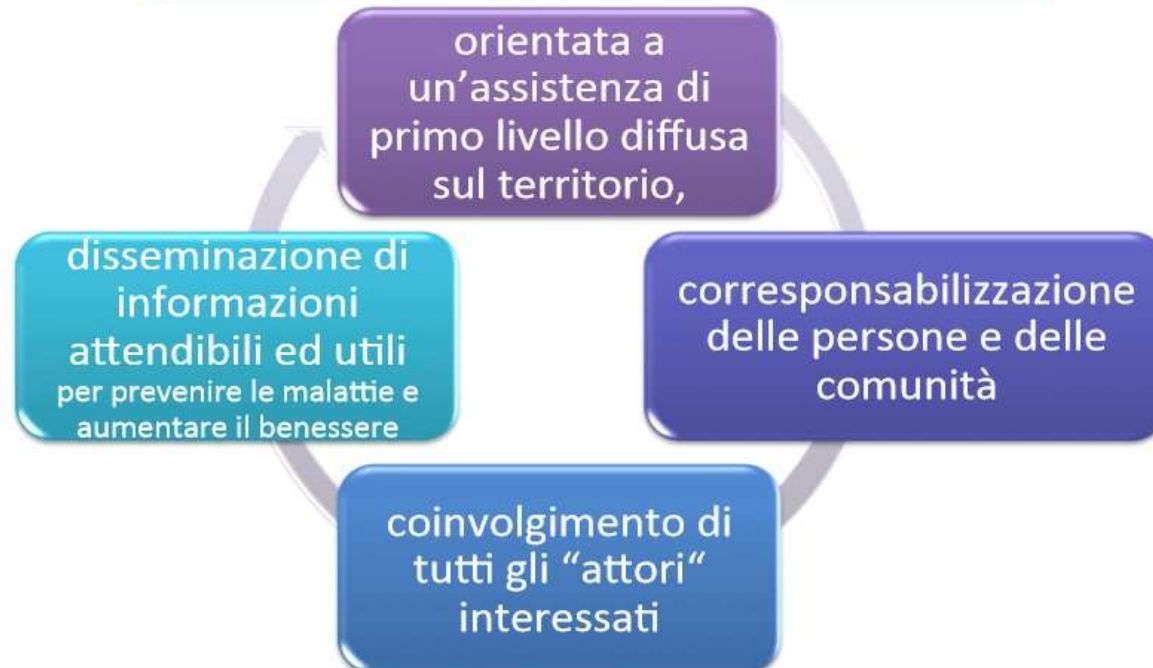 orientata a
un’assistenza di
primo livello diffusa
sul territorio,
corresponsabilizzazione
delle persone e delle
comunità
coinvolgimento di
tutti gli “attori“
interessati
disseminazione di
informazioni
attendibili ed utili
per prevenire le malattie e
aumentare il benessere